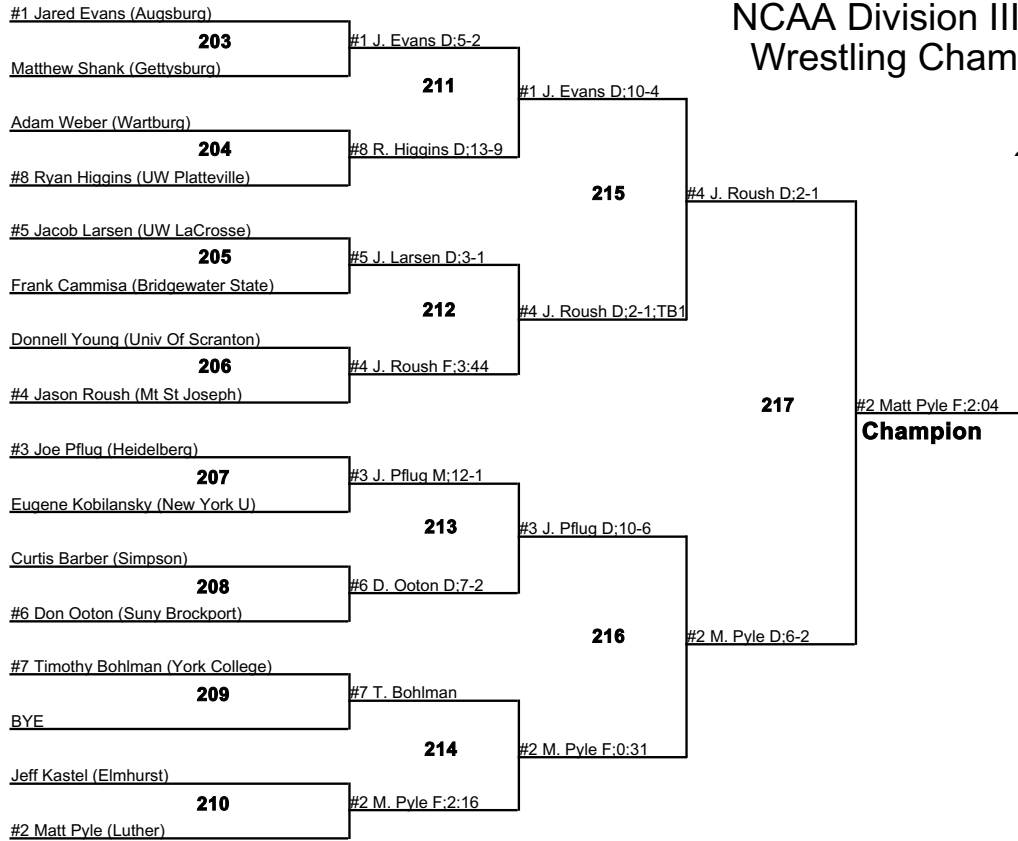 NCAA Division III
Wrestling Cham
#1 Jared Evans (Augsburg)
203
Matthew Shank (Gettysburg)
#1 J. Evans D;5-2
211
#1 J. Evans D;10-4
Adam Weber (Wartburg)
204
#8 Ryan Higgins (UW Platteville)
#8 R. Higgins D;13-9
215
#4 J. Roush D;2-1
#5 Jacob Larsen (UW LaCrosse)
205
Frank Cammisa (Bridgewater State)
#5 J. Larsen D;3-1
212
#4 J. Roush D;2-1;TB1
Donnell Young (Univ Of Scranton)
206
#4 Jason Roush (Mt St Joseph)
#4 J. Roush F;3:44
217
#2 Matt Pyle F;2:04
Champion
#3 Joe Pflug (Heidelberg)
207
Eugene Kobilansky (New York U)
#3 J. Pflug M;12-1
213
#3 J. Pflug D;10-6
Curtis Barber (Simpson)
208
#6 Don Ooton (Suny Brockport)
#6 D. Ooton D;7-2
216
#2 M. Pyle D;6-2
#7 Timothy Bohlman (York College)
209
BYE
#7 T. Bohlman
214
#2 M. Pyle F;0:31
Jeff Kastel (Elmhurst)
210
#2 Matt Pyle (Luther)
#2 M. Pyle F;2:16